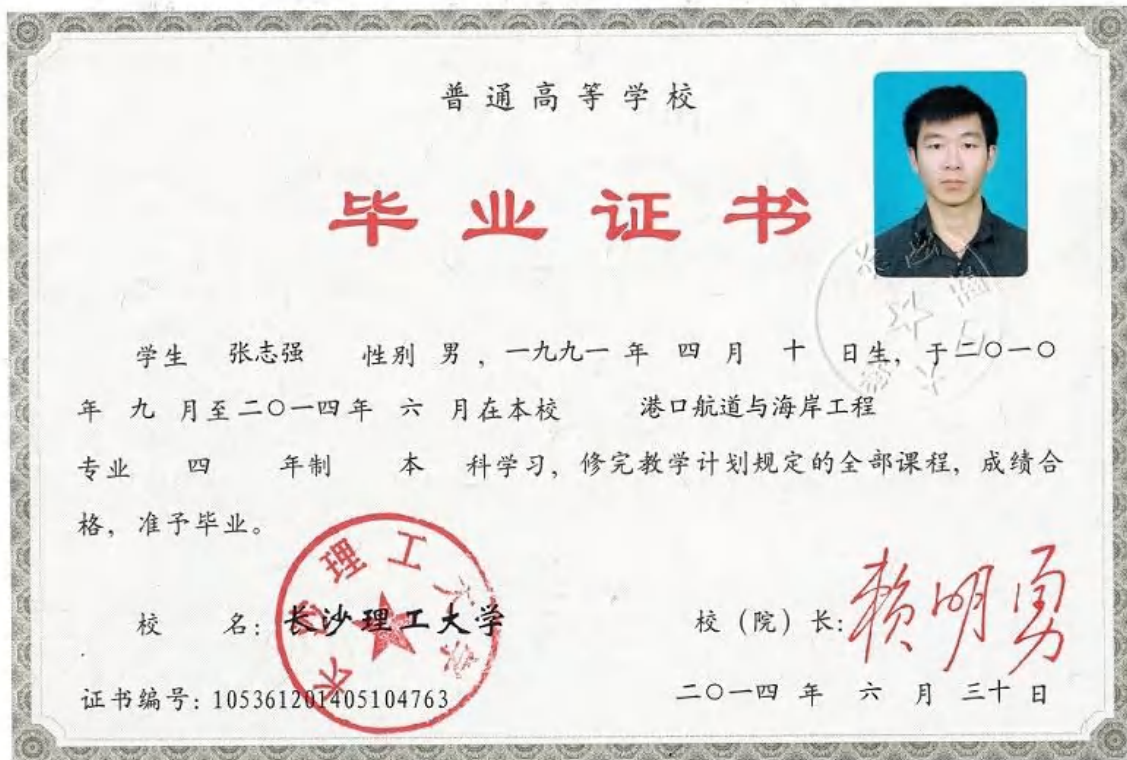 普通高等学校
毕业证书
学生 张志强 性别 男，一九九一 年 四 月 十 日生，于二〇一〇
年 九 月至二〇一四年 六 月在本校 港口航道与海岸工程
专业 四 年制 本 科学习，修完教学计划规定的全部课程，成绩合
格，准予毕业。
校 名：长沙理工大学
长沙理工大学
校（院）长：赖明勇
证书编号：105361201405104763
二〇一四 年 六 月 三十 日